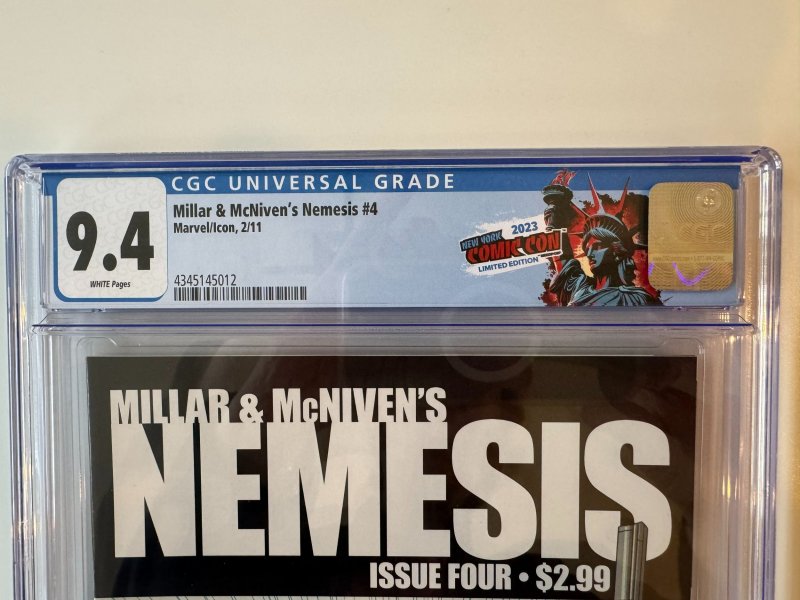 CGC UNIVERSAL GRADE
9.4
WHITE Pages
Millar & McNiven's Nemesis #4
Marvel/Icon, 2/11
4345145012
2023
NEW YORK
COMIC CON
LIMITED EDITION
MILLAR & McNIVEN'S
NEMESIS
ISSUE FOUR • $2.99